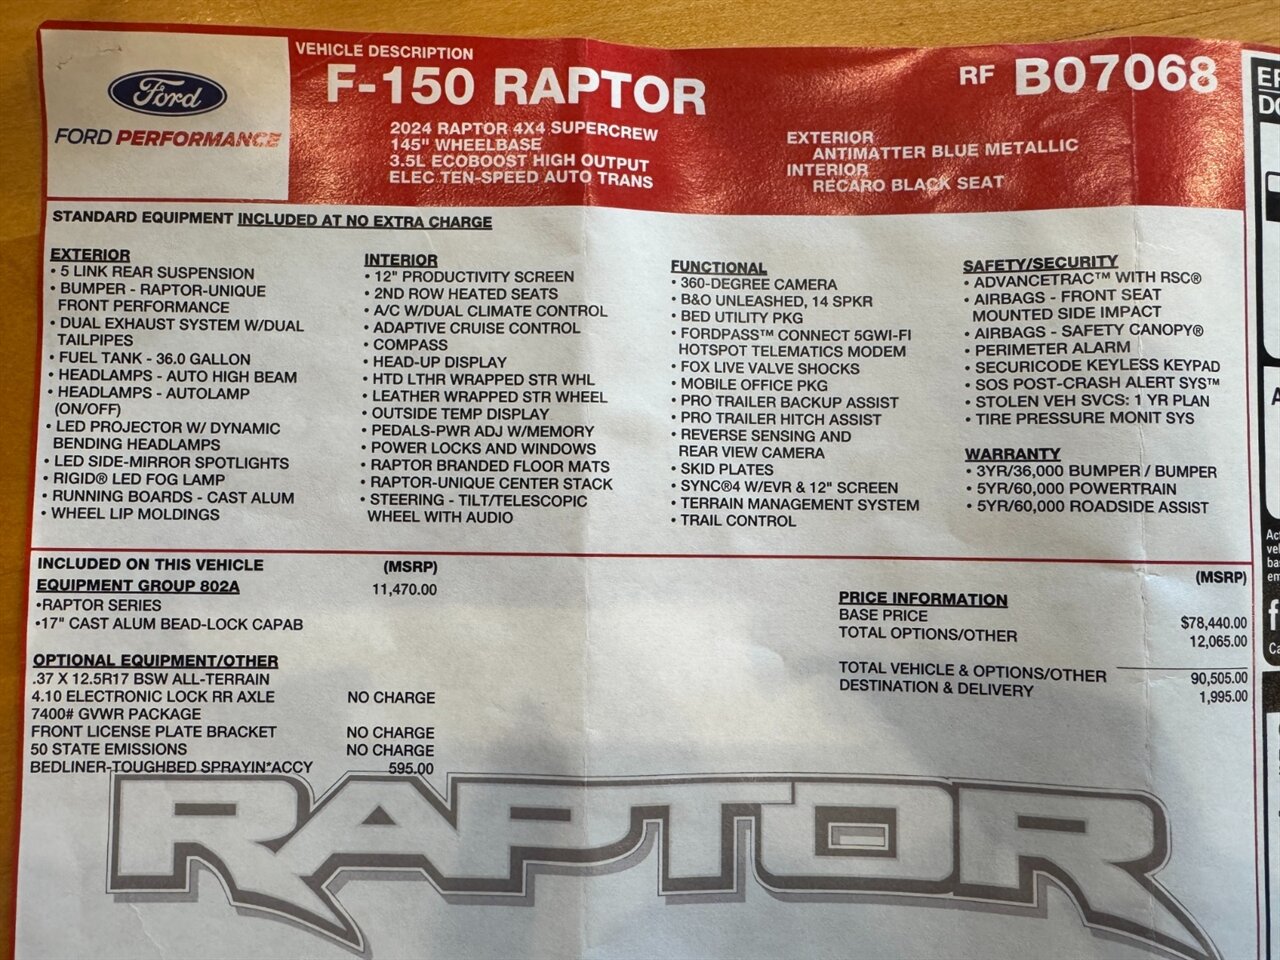 Ford
FORD PERFORMANCE
VEHICLE DESCRIPTION
F-150 RAPTOR
2024 RAPTOR 4X4 SUPERCREW
145" WHEELBASE
3.5L ECOBOOST HIGH OUTPUT
ELEC TEN-SPEED AUTO TRANS
RF B07068
EXTERIOR
ANTIMATTER BLUE METALLIC
INTERIOR
RECARO BLACK SEAT
STANDARD EQUIPMENT INCLUDED AT NO EXTRA CHARGE
EXTERIOR
• 5 LINK REAR SUSPENSION
• BUMPER - RAPTOR-UNIQUE
FRONT PERFORMANCE
• DUAL EXHAUST SYSTEM W/DUAL
TAILPIPES
• FUEL TANK - 36.0 GALLON
• HEADLAMPS - AUTO HIGH BEAM
• HEADLAMPS - AUTOLAMP
(ON/OFF)
• LED PROJECTOR W/ DYNAMIC
BENDING HEADLAMPS
• LED SIDE-MIRROR SPOTLIGHTS
• RIGID® LED FOG LAMP
• RUNNING BOARDS - CAST ALUM
• WHEEL LIP MOLDINGS
INTERIOR
• 12" PRODUCTIVITY SCREEN
• 2ND ROW HEATED SEATS
• A/C W/DUAL CLIMATE CONTROL
• ADAPTIVE CRUISE CONTROL
• COMPASS
• HEAD-UP DISPLAY
• HTD LTHR WRAPPED STR WHL
• LEATHER WRAPPED STR WHEEL
• OUTSIDE TEMP DISPLAY
• PEDALS-PWR ADJ W/MEMORY
• POWER LOCKS AND WINDOWS
• RAPTOR BRANDED FLOOR MATS
• RAPTOR-UNIQUE CENTER STACK
• STEERING - TILT/TELESCOPIC
WHEEL WITH AUDIO
FUNCTIONAL
• 360-DEGREE CAMERA
• B&O UNLEASHED, 14 SPKR
• BED UTILITY PKG
• FORDPASS™ CONNECT 5GWI-FI
HOTSPOT TELEMATICS MODEM
• FOX LIVE VALVE SHOCKS
• MOBILE OFFICE PKG
• PRO TRAILER BACKUP ASSIST
• PRO TRAILER HITCH ASSIST
• REVERSE SENSING AND
REAR VIEW CAMERA
• SKID PLATES
• SYNC®4 W/EVR & 12" SCREEN
• TERRAIN MANAGEMENT SYSTEM
• TRAIL CONTROL
SAFETY/SECURITY
• ADVANCETRAC™ WITH RSC®
• AIRBAGS - FRONT SEAT
MOUNTED SIDE IMPACT
• AIRBAGS - SAFETY CANOPY®
• PERIMETER ALARM
• SECURICODE KEYLESS KEYPAD
• SOS POST-CRASH ALERT SYS™
• STOLEN VEH SVCS: 1 YR PLAN
• TIRE PRESSURE MONIT SYS
WARRANTY
• 3YR/36,000 BUMPER / BUMPER
• 5YR/60,000 POWERTRAIN
• 5YR/60,000 ROADSIDE ASSIST
INCLUDED ON THIS VEHICLE (MSRP)
EQUIPMENT GROUP 802A 11,470.00
•RAPTOR SERIES
•17" CAST ALUM BEAD-LOCK CAPAB
OPTIONAL EQUIPMENT/OTHER
.37 X 12.5R17 BSW ALL-TERRAIN
4.10 ELECTRONIC LOCK RR AXLE NO CHARGE
7400# GVWR PACKAGE
FRONT LICENSE PLATE BRACKET NO CHARGE
50 STATE EMISSIONS NO CHARGE
BEDLINER-TOUGHBED SPRAYIN*ACCY 595.00
(MSRP)
PRICE INFORMATION
BASE PRICE $78,440.00
TOTAL OPTIONS/OTHER 12,065.00
TOTAL VEHICLE & OPTIONS/OTHER 90,505.00
DESTINATION & DELIVERY 1,995.00
RAPTOR